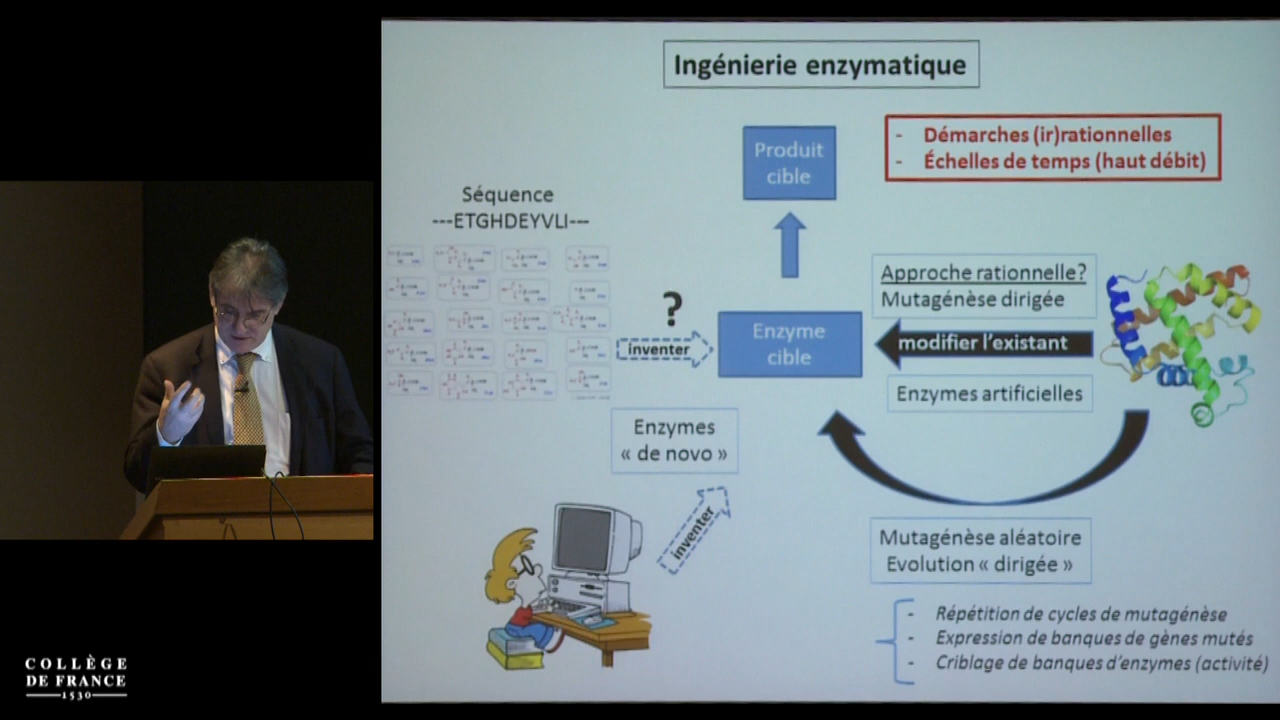 Ingénierie enzymatique
Produit
cible
- Démarches (ir)rationnelles
- Échelles de temps (haut débit)
Séquence
---ETGHDEYVLI---
?
inventer
Enzyme
cible
Approche rationnelle?
Mutagénèse dirigée
modifier l'existant
Enzymes artificielles
Enzymes
« de novo »
inventer
Mutagénèse aléatoire
Evolution « dirigée »
- Répétition de cycles de mutagénèse
- Expression de banques de gènes mutés
- Criblage de banques d'enzymes (activité)
COLLÈGE
DE FRANCE
1530